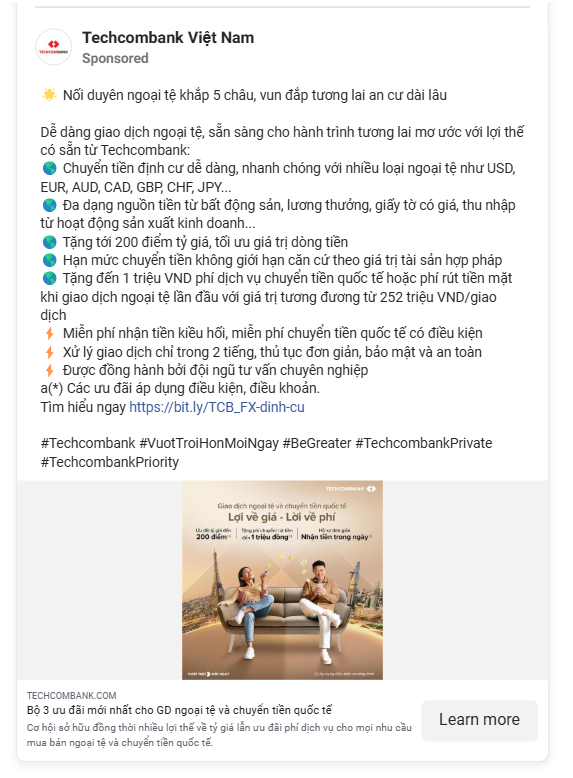 TECHCOMBANK
Techcombank Việt Nam
Sponsored
🌟 Nối duyên ngoại tệ khắp 5 châu, vun đắp tương lai an cư dài lâu
Dễ dàng giao dịch ngoại tệ, sẵn sàng cho hành trình tương lai mơ ước với lợi thế
có sẵn từ Techcombank:
🌎 Chuyển tiền định cư dễ dàng, nhanh chóng với nhiều loại ngoại tệ như USD,
EUR, AUD, CAD, GBP, CHF, JPY...
🌎 Đa dạng nguồn tiền từ bất động sản, lương thưởng, giấy tờ có giá, thu nhập
từ hoạt động sản xuất kinh doanh...
🌎 Tặng tới 200 điểm tỷ giá, tối ưu giá trị dòng tiền
🌎 Hạn mức chuyển tiền không giới hạn căn cứ theo giá trị tài sản hợp pháp
🌎 Tặng đến 1 triệu VND phí dịch vụ chuyển tiền quốc tế hoặc phí rút tiền mặt
khi giao dịch ngoại tệ lần đầu với giá trị tương đương từ 252 triệu VND/giao
dịch
⚡ Miễn phí nhận tiền kiều hối, miễn phí chuyển tiền quốc tế có điều kiện
⚡ Xử lý giao dịch chỉ trong 2 tiếng, thủ tục đơn giản, bảo mật và an toàn
⚡ Được đồng hành bởi đội ngũ tư vấn chuyên nghiệp
a(*) Các ưu đãi áp dụng điều kiện, điều khoản.
Tìm hiểu ngay https://bit.ly/TCB_FX-dinh-cu
#Techcombank #VuotTroiHonMoiNgay #BeGreater #TechcombankPrivate
#TechcombankPriority
TECHCOMBANK
Giao dịch ngoại tệ và chuyển tiền quốc tế
Lợi về giá - Lời về phí
Ưu đãi tỷ giá đến
200 điểm
Tặng phí chuyển/ rút tiền
đến 1 triệu đồng
Hồ sơ đơn giản
Nhận tiền trong ngày
VƯỢT TRỘI HƠN MỖI NGÀY
(*) Áp dụng điều kiện chương trình
TECHCOMBANK.COM
Bộ 3 ưu đãi mới nhất cho GD ngoại tệ và chuyển tiền quốc tế
Cơ hội sở hữu đồng thời nhiều lợi thế về tỷ giá lẫn ưu đãi phí dịch vụ cho mọi nhu cầu
mua bán ngoại tệ và chuyển tiền quốc tế.
Learn more